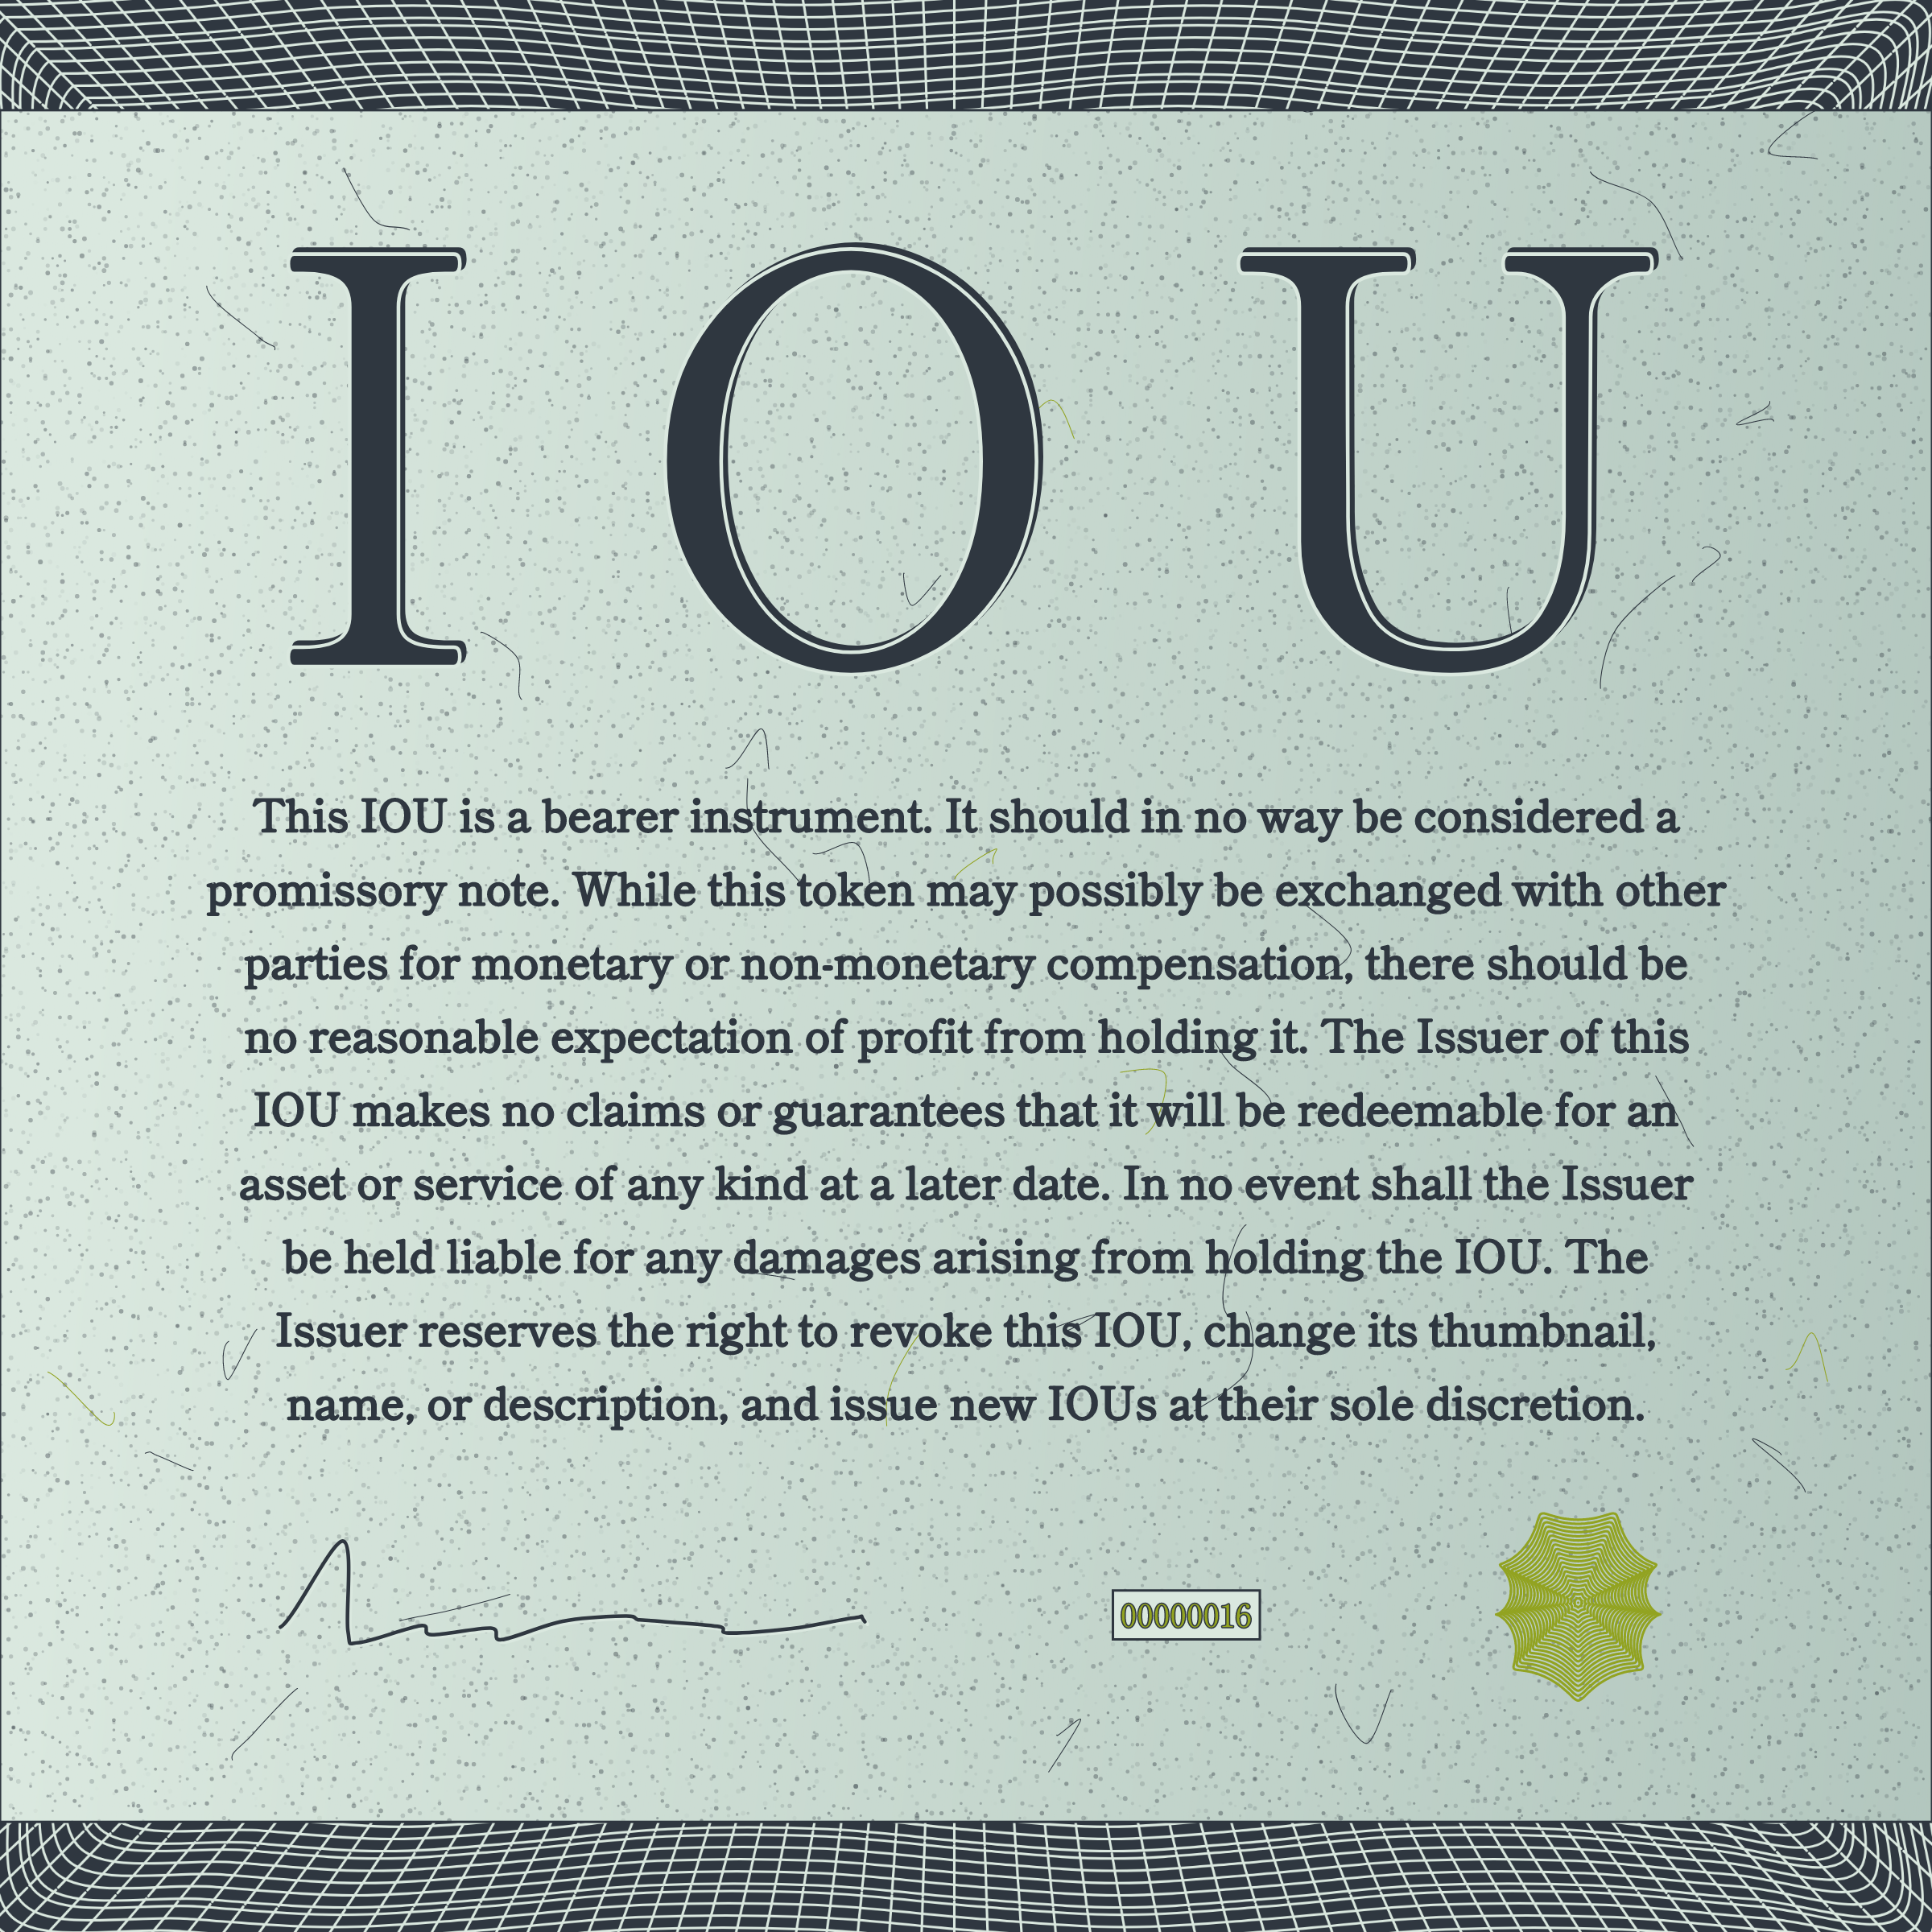 I O U
This IOU is a bearer instrument. It should in no way be considered a
promissory note. While this token may possibly be exchanged with other
parties for monetary or non-monetary compensation, there should be
no reasonable expectation of profit from holding it. The Issuer of this
IOU makes no claims or guarantees that it will be redeemable for an
asset or service of any kind at a later date. In no event shall the Issuer
be held liable for any damages arising from holding the IOU. The
Issuer reserves the right to revoke this IOU, change its thumbnail,
name, or description, and issue new IOUs at their sole discretion.
00000016